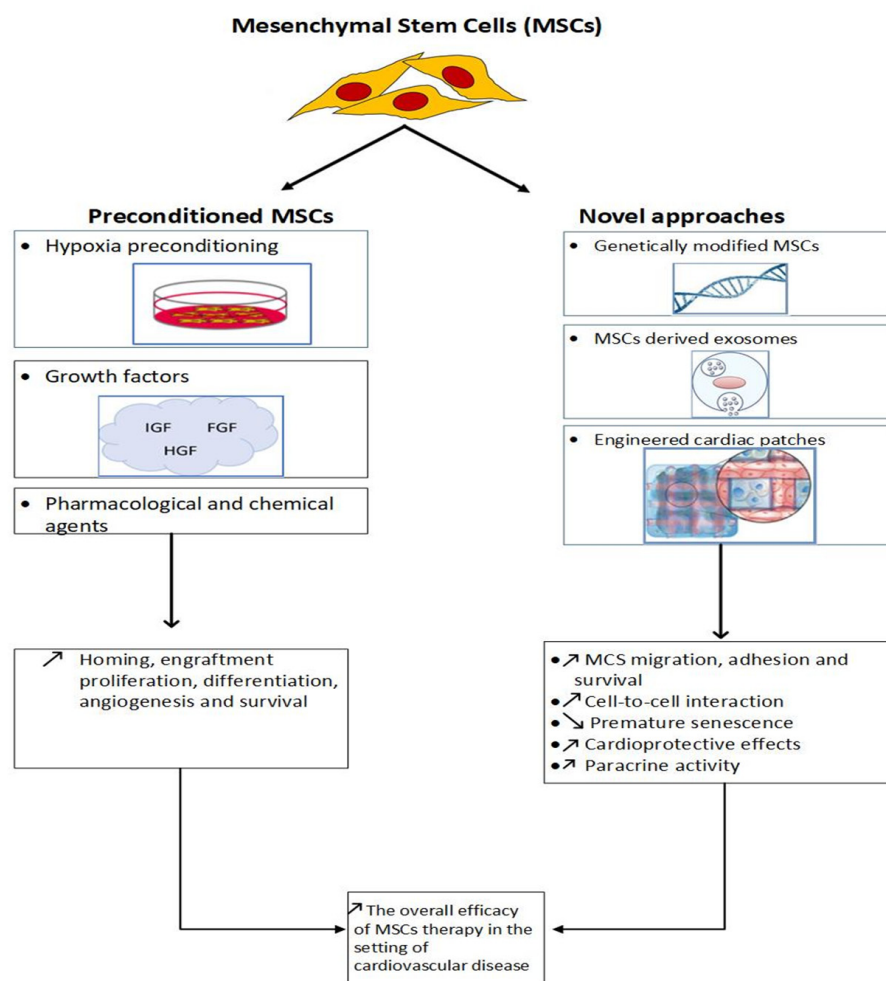 Mesenchymal Stem Cells (MSCs)
Preconditioned MSCs
• Hypoxia preconditioning
• Growth factors
IGF FGF
HGF
• Pharmacological and chemical
agents
↗ Homing, engraftment
proliferation, differentiation,
angiogenesis and survival
Novel approaches
• Genetically modified MSCs
• MSCs derived exosomes
• Engineered cardiac patches
• ↗ MCS migration, adhesion and
survival
• ↗ Cell-to-cell interaction
• ↘ Premature senescence
• ↗ Cardioprotective effects
• ↗ Paracrine activity
↗ The overall efficacy
of MSCs therapy in the
setting of
cardiovascular disease